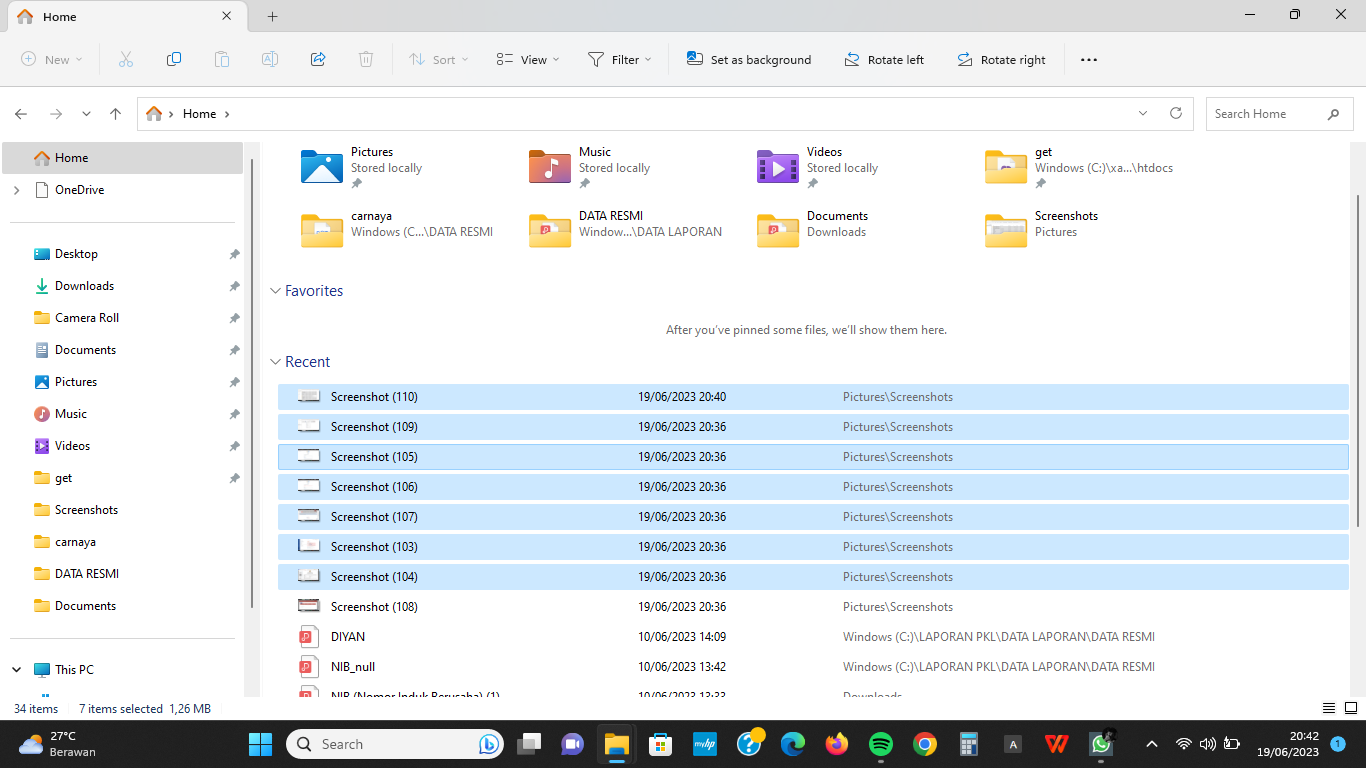 Home
New
Sort
View
Filter
Set as background
Rotate left
Rotate right
Home
Search Home
Home
OneDrive
Desktop
Downloads
Camera Roll
Documents
Pictures
Music
Videos
get
Screenshots
carnaya
DATA RESMI
Documents
This PC
Pictures
Stored locally
Music
Stored locally
Videos
Stored locally
get
Windows (C:)\xa...\htdocs
carnaya
Windows (C...\DATA RESMI
DATA RESMI
Window...\DATA LAPORAN
Documents
Downloads
Screenshots
Pictures
Favorites
After you've pinned some files, we'll show them here.
Recent
Screenshot (110) 19/06/2023 20:40 Pictures\Screenshots
Screenshot (109) 19/06/2023 20:36 Pictures\Screenshots
Screenshot (105) 19/06/2023 20:36 Pictures\Screenshots
Screenshot (106) 19/06/2023 20:36 Pictures\Screenshots
Screenshot (107) 19/06/2023 20:36 Pictures\Screenshots
Screenshot (103) 19/06/2023 20:36 Pictures\Screenshots
Screenshot (104) 19/06/2023 20:36 Pictures\Screenshots
Screenshot (108) 19/06/2023 20:36 Pictures\Screenshots
DIYAN 10/06/2023 14:09 Windows (C:)\LAPORAN PKL\DATA LAPORAN\DATA RESMI
NIB_null 10/06/2023 13:42 Windows (C:)\LAPORAN PKL\DATA LAPORAN\DATA RESMI
NIB (Nomor Induk Berusaha) (1) 10/06/2023 13:33 Downloads
34 items 7 items selected 1,26 MB
27°C
Berawan
Search
myhp
A
20:42
19/06/2023
1